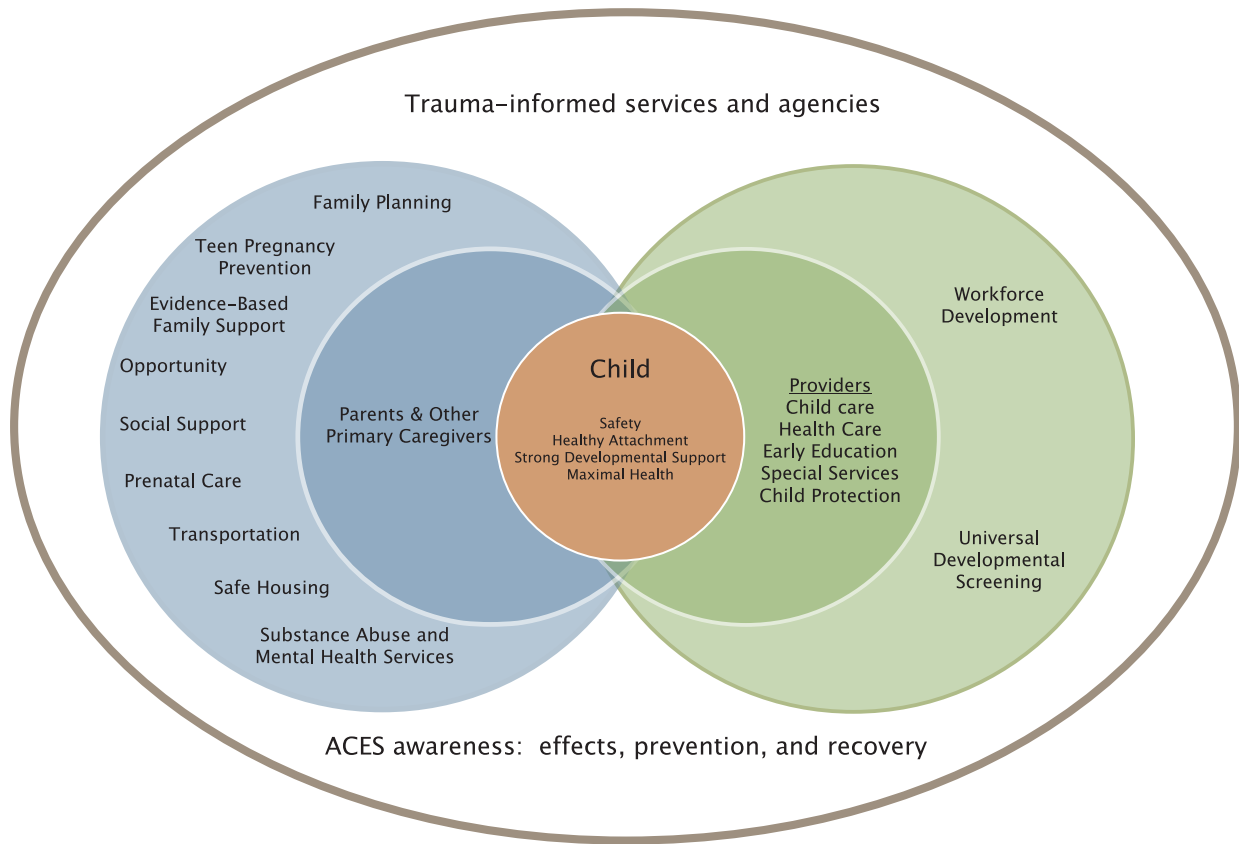 Trauma-informed services and agencies
Family Planning
Teen Pregnancy
Prevention
Evidence-Based
Family Support
Opportunity
Social Support
Prenatal Care
Transportation
Safe Housing
Substance Abuse and
Mental Health Services
Parents & Other
Primary Caregivers
Child
Safety
Healthy Attachment
Strong Developmental Support
Maximal Health
Providers
Child care
Health Care
Early Education
Special Services
Child Protection
Workforce
Development
Universal
Developmental
Screening
ACES awareness:  effects, prevention, and recovery